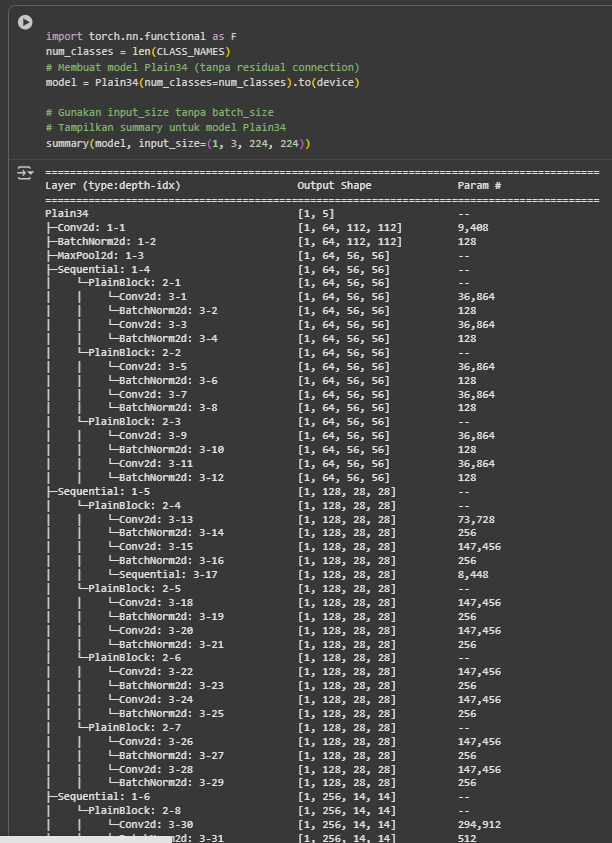 import torch.nn.functional as F
num_classes = len(CLASS_NAMES)
# Membuat model Plain34 (tanpa residual connection)
model = Plain34(num_classes=num_classes).to(device)
# Gunakan input_size tanpa batch_size
# Tampilkan summary untuk model Plain34
summary(model, input_size=(1, 3, 224, 224))
==========================================================================================
Layer (type:depth-idx) Output Shape Param #
==========================================================================================
Plain34 [1, 5] --
├─Conv2d: 1-1 [1, 64, 112, 112] 9,408
├─BatchNorm2d: 1-2 [1, 64, 112, 112] 128
├─MaxPool2d: 1-3 [1, 64, 56, 56] --
├─Sequential: 1-4 [1, 64, 56, 56] --
│ └─PlainBlock: 2-1 [1, 64, 56, 56] --
│ │ └─Conv2d: 3-1 [1, 64, 56, 56] 36,864
│ │ └─BatchNorm2d: 3-2 [1, 64, 56, 56] 128
│ │ └─Conv2d: 3-3 [1, 64, 56, 56] 36,864
│ │ └─BatchNorm2d: 3-4 [1, 64, 56, 56] 128
│ └─PlainBlock: 2-2 [1, 64, 56, 56] --
│ │ └─Conv2d: 3-5 [1, 64, 56, 56] 36,864
│ │ └─BatchNorm2d: 3-6 [1, 64, 56, 56] 128
│ │ └─Conv2d: 3-7 [1, 64, 56, 56] 36,864
│ │ └─BatchNorm2d: 3-8 [1, 64, 56, 56] 128
│ └─PlainBlock: 2-3 [1, 64, 56, 56] --
│ │ └─Conv2d: 3-9 [1, 64, 56, 56] 36,864
│ │ └─BatchNorm2d: 3-10 [1, 64, 56, 56] 128
│ │ └─Conv2d: 3-11 [1, 64, 56, 56] 36,864
│ │ └─BatchNorm2d: 3-12 [1, 64, 56, 56] 128
├─Sequential: 1-5 [1, 128, 28, 28] --
│ └─PlainBlock: 2-4 [1, 128, 28, 28] --
│ │ └─Conv2d: 3-13 [1, 128, 28, 28] 73,728
│ │ └─BatchNorm2d: 3-14 [1, 128, 28, 28] 256
│ │ └─Conv2d: 3-15 [1, 128, 28, 28] 147,456
│ │ └─BatchNorm2d: 3-16 [1, 128, 28, 28] 256
│ │ └─Sequential: 3-17 [1, 128, 28, 28] 8,448
│ └─PlainBlock: 2-5 [1, 128, 28, 28] --
│ │ └─Conv2d: 3-18 [1, 128, 28, 28] 147,456
│ │ └─BatchNorm2d: 3-19 [1, 128, 28, 28] 256
│ │ └─Conv2d: 3-20 [1, 128, 28, 28] 147,456
│ │ └─BatchNorm2d: 3-21 [1, 128, 28, 28] 256
│ └─PlainBlock: 2-6 [1, 128, 28, 28] --
│ │ └─Conv2d: 3-22 [1, 128, 28, 28] 147,456
│ │ └─BatchNorm2d: 3-23 [1, 128, 28, 28] 256
│ │ └─Conv2d: 3-24 [1, 128, 28, 28] 147,456
│ │ └─BatchNorm2d: 3-25 [1, 128, 28, 28] 256
│ └─PlainBlock: 2-7 [1, 128, 28, 28] --
│ │ └─Conv2d: 3-26 [1, 128, 28, 28] 147,456
│ │ └─BatchNorm2d: 3-27 [1, 128, 28, 28] 256
│ │ └─Conv2d: 3-28 [1, 128, 28, 28] 147,456
│ │ └─BatchNorm2d: 3-29 [1, 128, 28, 28] 256
├─Sequential: 1-6 [1, 256, 14, 14] --
│ └─PlainBlock: 2-8 [1, 256, 14, 14] --
│ │ └─Conv2d: 3-30 [1, 256, 14, 14] 294,912
3-31 [1, 256, 14, 14] 512